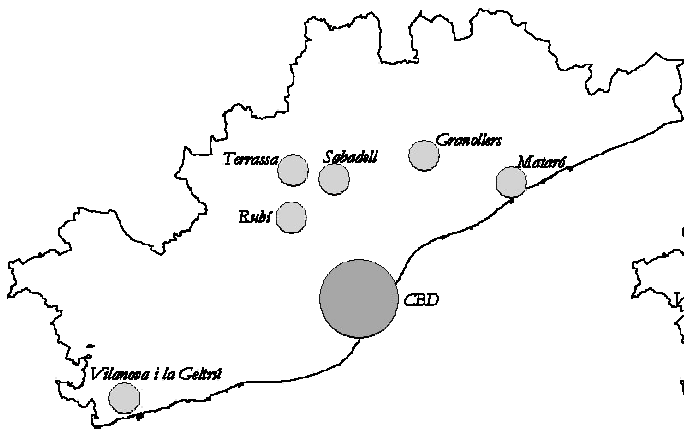 Granollers
Terrassa
Sabadell
Mataró
Rubí
CBD
Vilanova i la Geltrú